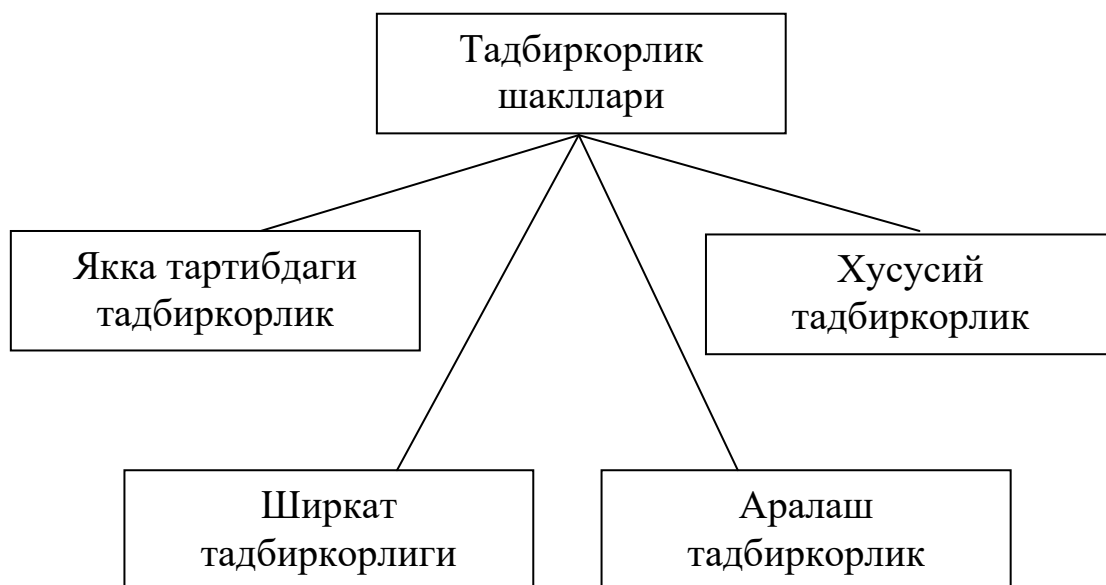 Тадбиркорлик
шакллари
Якка тартибдаги
тадбиркорлик
Хусусий
тадбиркорлик
Ширкат
тадбиркорлиги
Аралаш
тадбиркорлик